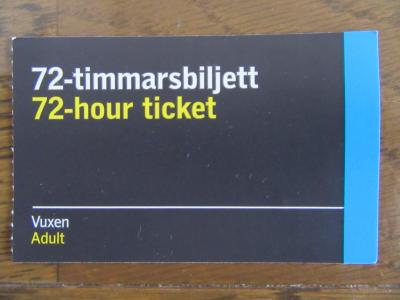 72-timmarsbiljett
72-hour ticket
Vuxen
Adult